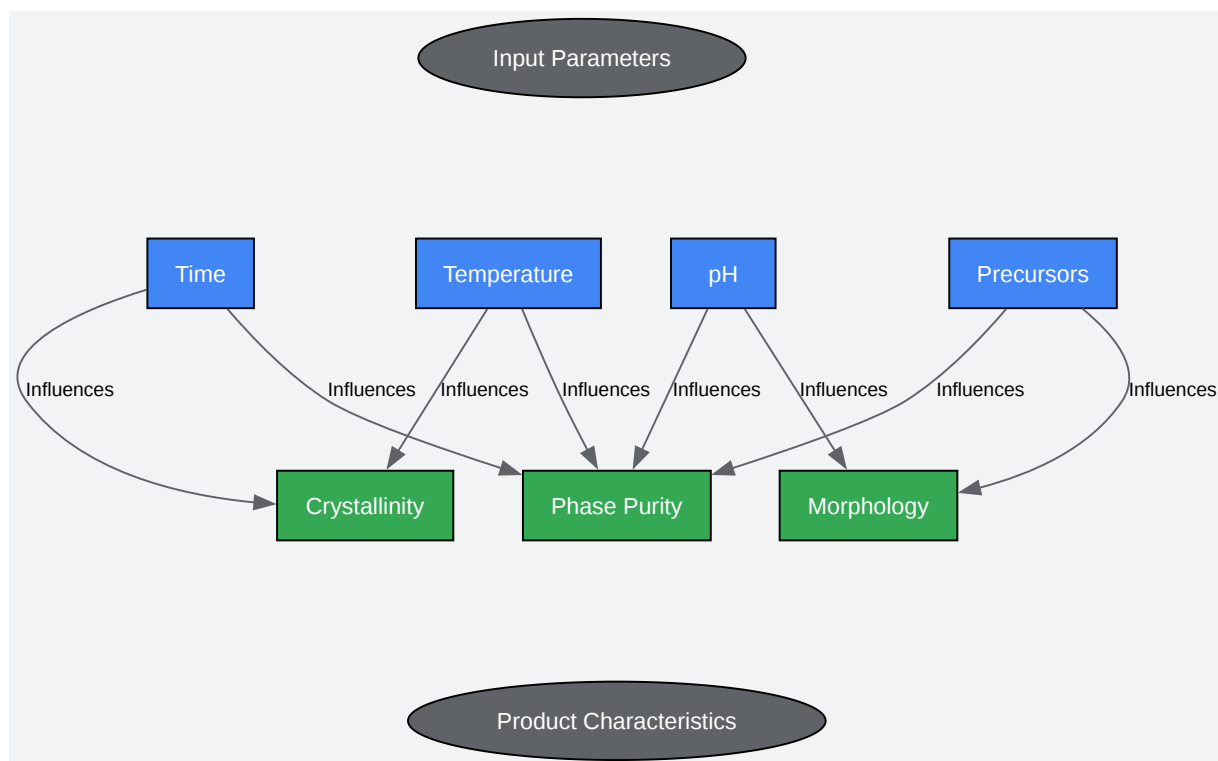 Input Parameters
Time
Temperature
pH
Precursors
Influences
Influences
Influences
Influences
Influences
Influences
Influences
Influences
Crystallinity
Phase Purity
Morphology
Product Characteristics